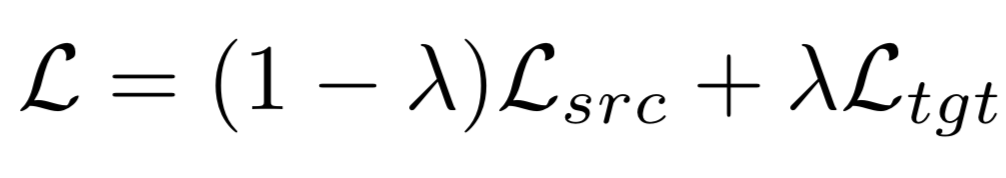 ℒ = (1 − λ)ℒ_{src} + λℒ_{tgt}